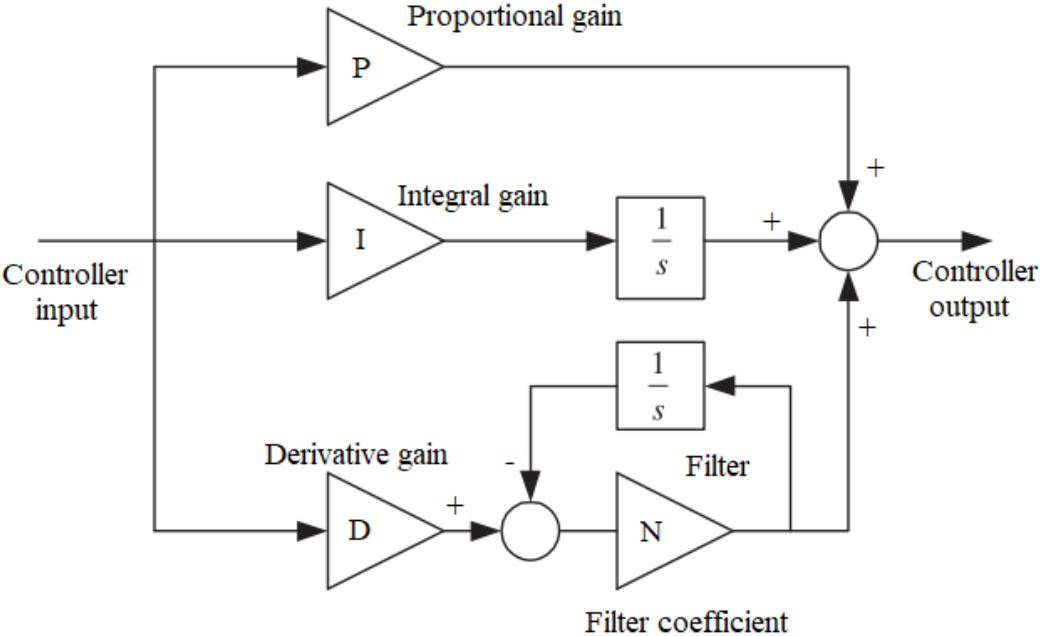 Proportional gain
P
+
Integral gain
I
1
s
+
Controller
input
Controller
output
+
1
s
Derivative gain
-
Filter
+
D
N
Filter coefficient